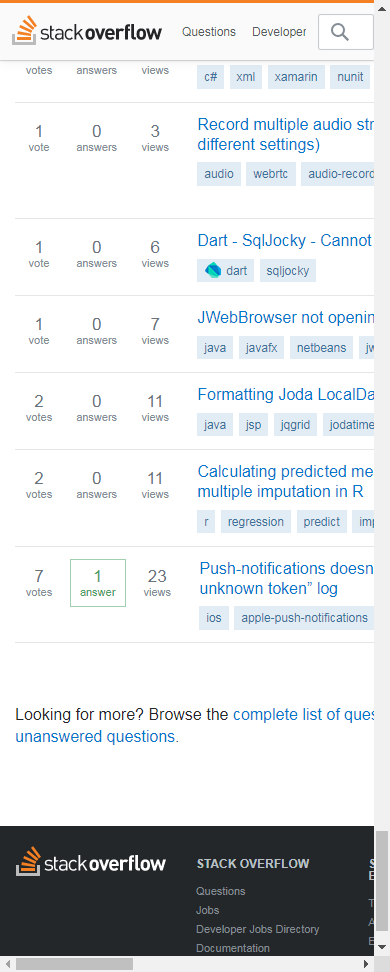 stackoverflow Questions Developer
votes answers views
c# xml xamarin nunit
1 0 3 Record multiple audio str
vote answers views different settings)
audio webrtc audio-record
1 0 6 Dart - SqlJocky - Cannot
vote answers views dart sqljocky
1 0 7 JWebBrowser not openin
vote answers views java javafx netbeans jw
2 0 11 Formatting Joda LocalDa
votes answers views java jsp jqgrid jodatime
2 0 11 Calculating predicted me
votes answers views multiple imputation in R
r regression predict imp
7 1 23 Push-notifications doesn
votes answer views unknown token” log
ios apple-push-notifications
Looking for more? Browse the complete list of ques
unanswered questions.
stackoverflow STACK OVERFLOW
Questions
Jobs
Developer Jobs Directory
Documentation